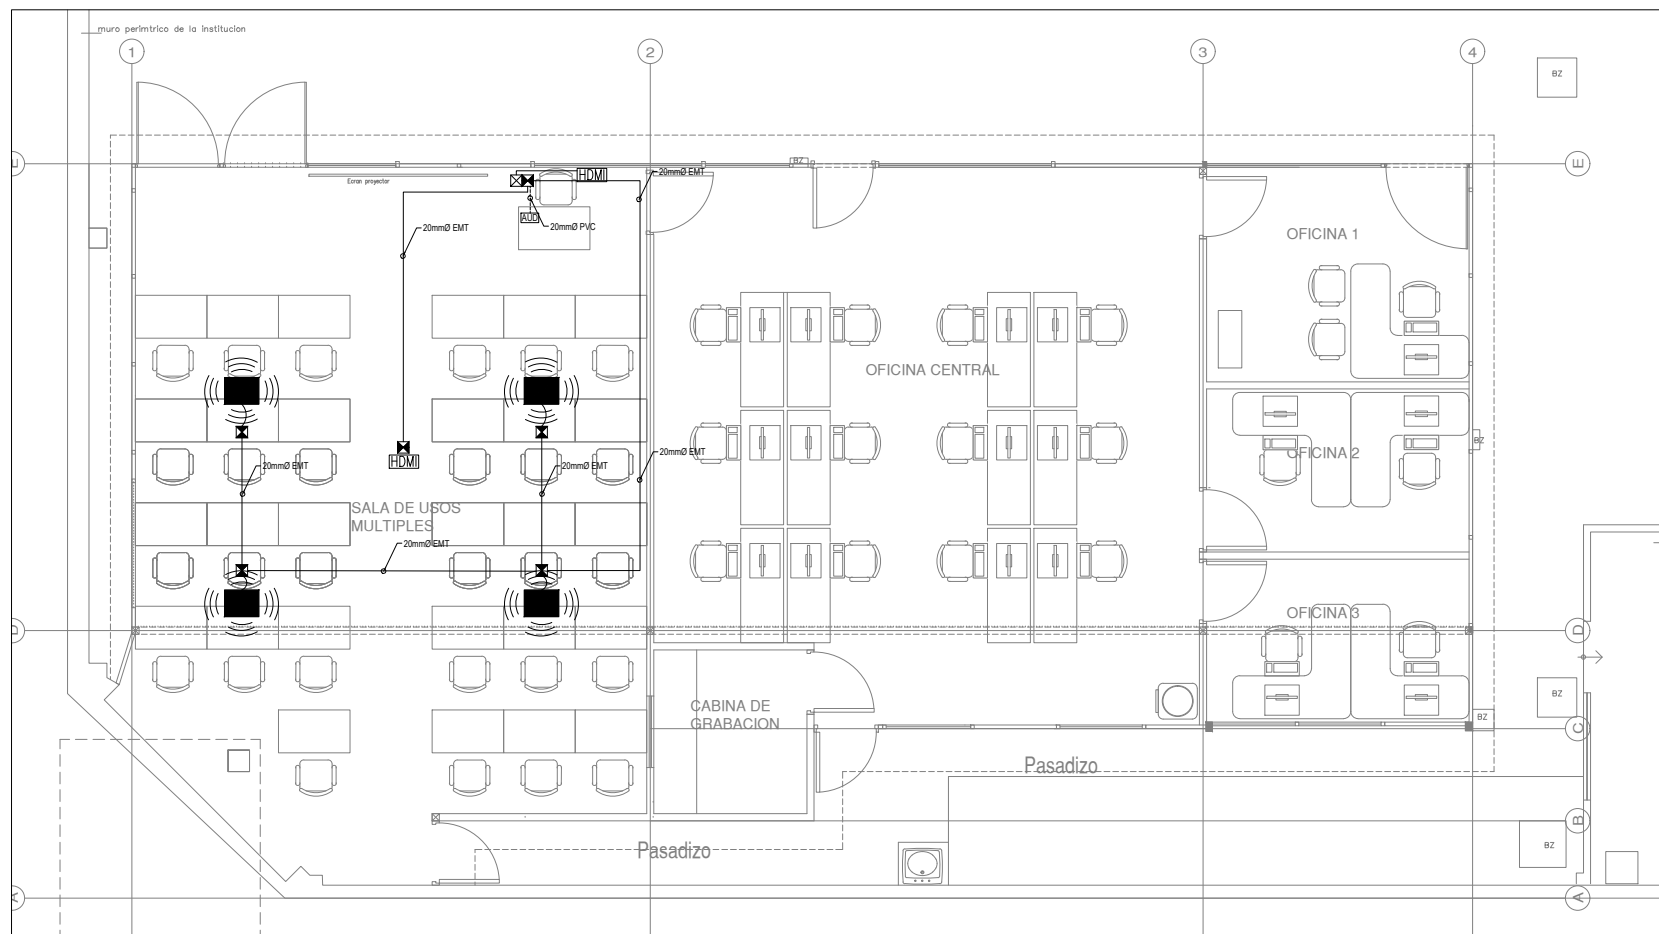 muro perimtrico de la institucion
1
2
3
4
BZ
E
BZ
E
Ecran proyector
HDMI
20mmØ EMT
AUD
20mmØ EMT
20mmØ PVC
OFICINA 1
OFICINA CENTRAL
BZ
20mmØ EMT
OFICINA 2
HDMI
20mmØ EMT
20mmØ EMT
SALA DE USOS
MULTIPLES
20mmØ EMT
OFICINA 3
D
D
BZ
CABINA DE
GRABACION
BZ
C
Pasadizo
B
BZ
Pasadizo
A
A